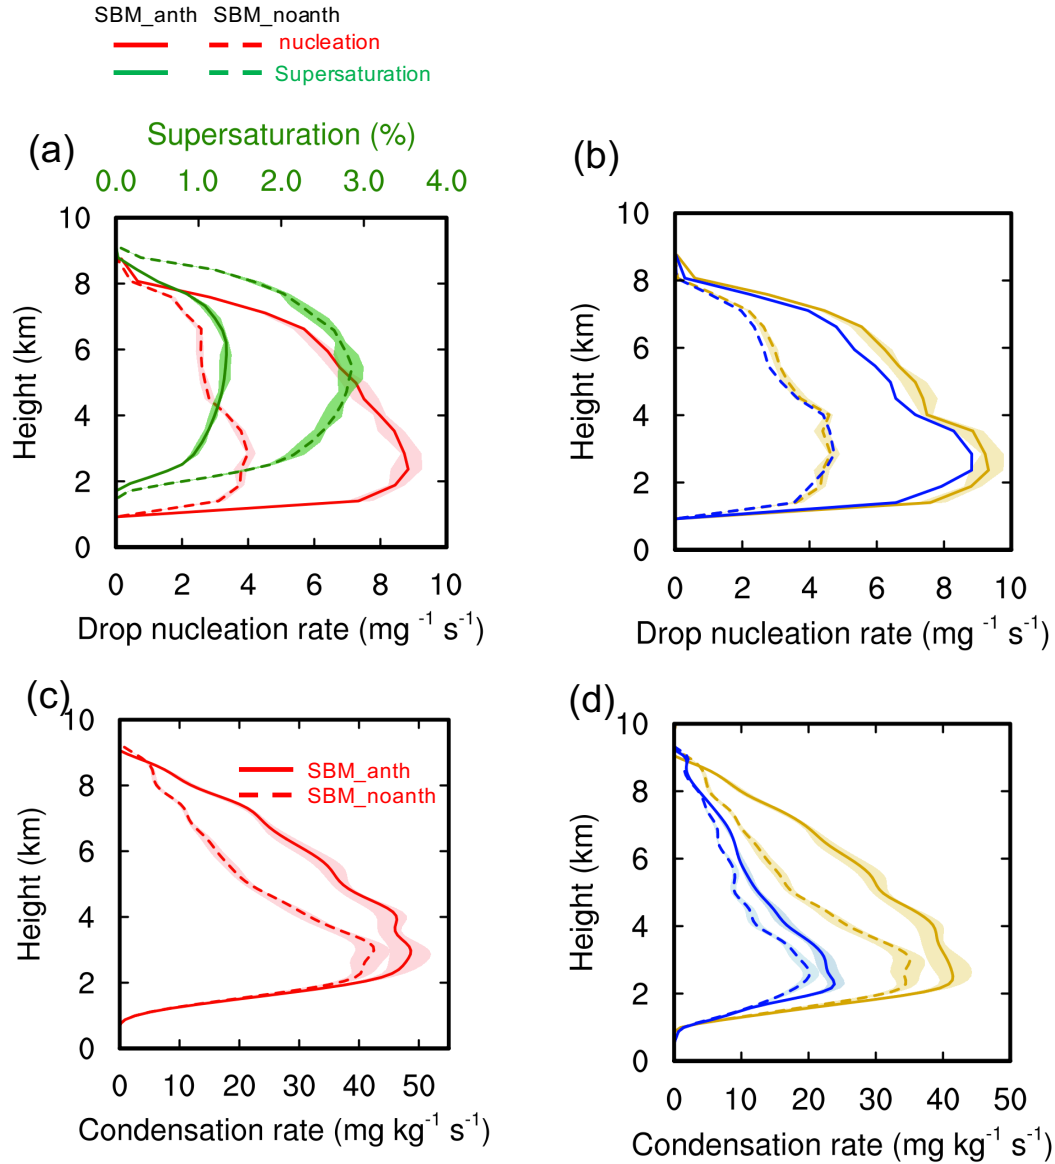 SBM_anth SBM_noanth
nucleation
Supersaturation
(a)
Supersaturation (%)
0.0 1.0 2.0 3.0 4.0
10
8
6
4
2
0
Height (km)
0 2 4 6 8 10
Drop nucleation rate (mg -1 s-1)
(b)
10
8
6
4
2
0
Height (km)
0 2 4 6 8 10
Drop nucleation rate (mg -1 s-1)
(c)
10
8
6
4
2
0
Height (km)
SBM_anth
SBM_noanth
0 10 20 30 40 50
Condensation rate (mg kg-1 s-1)
(d)
10
8
6
4
2
0
Height (km)
0 10 20 30 40 50
Condensation rate (mg kg-1 s-1)